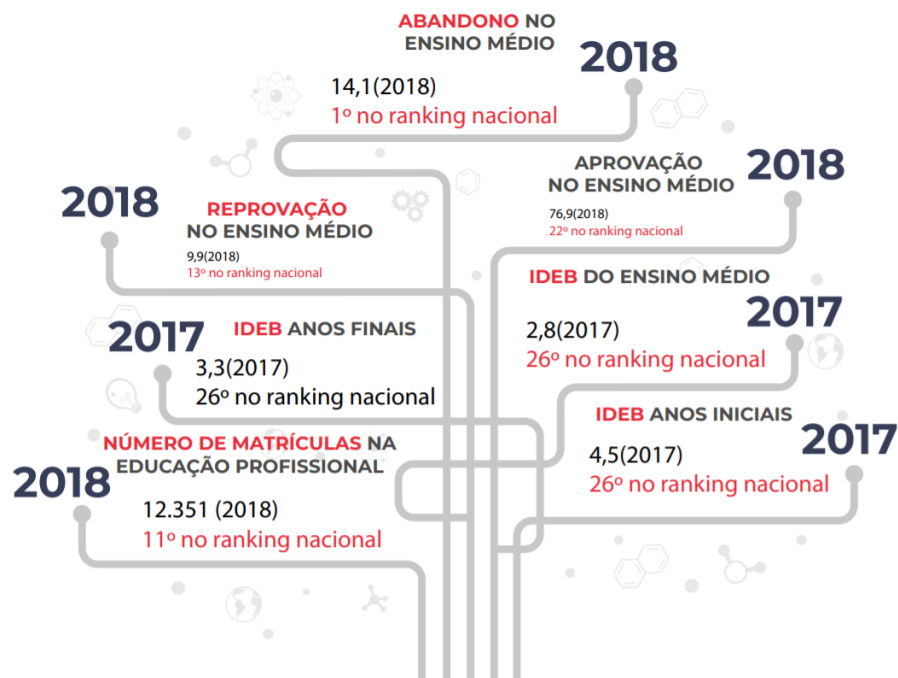 ABANDONO NO
ENSINO MÉDIO
2018
14,1(2018)
1º no ranking nacional
APROVAÇÃO
NO ENSINO MÉDIO
2018
76,9(2018)
22º no ranking nacional
2018
REPROVAÇÃO
NO ENSINO MÉDIO
9,9(2018)
13º no ranking nacional
IDEB DO ENSINO MÉDIO
2017
2,8(2017)
26º no ranking nacional
2017
IDEB ANOS FINAIS
3,3(2017)
26º no ranking nacional
IDEB ANOS INICIAIS
2017
4,5(2017)
26º no ranking nacional
NÚMERO DE MATRÍCULAS NA
EDUCAÇÃO PROFISSIONAL
2018
12.351 (2018)
11º no ranking nacional